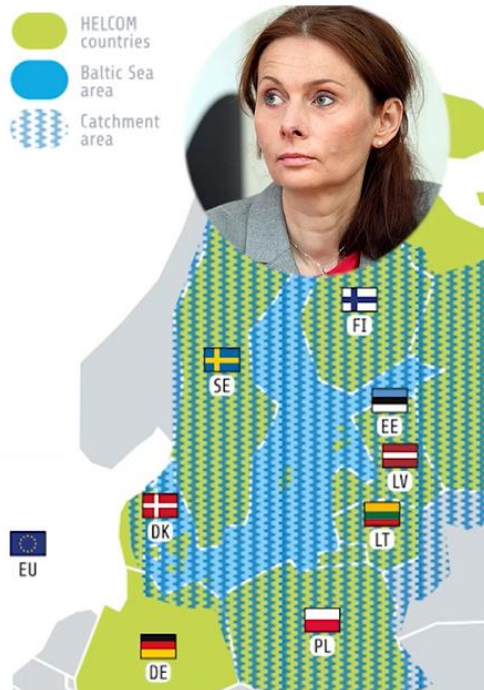 HELCOM
countries
Baltic Sea
area
Catchment
area
FI
SE
EE
LV
DK
LT
EU
PL
DE